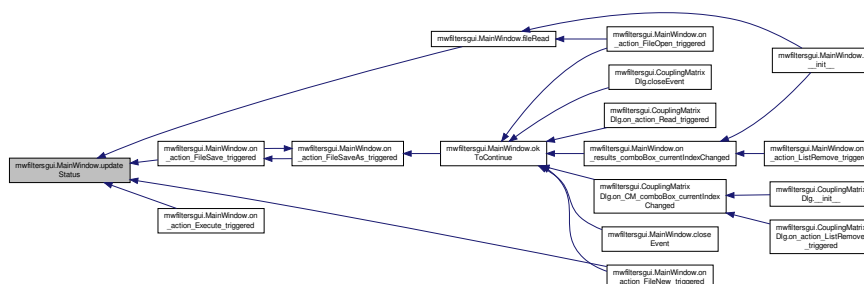 mwfiltersgui.MainWindow.update
Status
mwfiltersgui.MainWindow.fileRead
mwfiltersgui.MainWindow.on
_action_FileSave_triggered
mwfiltersgui.MainWindow.on
_action_FileSaveAs_triggered
mwfiltersgui.MainWindow.on
_action_Execute_triggered
mwfiltersgui.MainWindow.ok
ToContinue
mwfiltersgui.MainWindow.on
_action_FileOpen_triggered
mwfiltersgui.CouplingMatrix
Dlg.closeEvent
mwfiltersgui.CouplingMatrix
Dlg.on_action_Read_triggered
mwfiltersgui.MainWindow.on
_results_comboBox_currentIndexChanged
mwfiltersgui.CouplingMatrix
Dlg.on_CM_comboBox_currentIndex
Changed
mwfiltersgui.MainWindow.close
Event
mwfiltersgui.MainWindow.on
_action_FileNew_triggered
mwfiltersgui.MainWindow.
__init__
mwfiltersgui.MainWindow.on
_action_ListRemove_triggere
mwfiltersgui.CouplingMatrix
Dlg.__init__
mwfiltersgui.CouplingMatrix
Dlg.on_action_ListRemove
_triggered